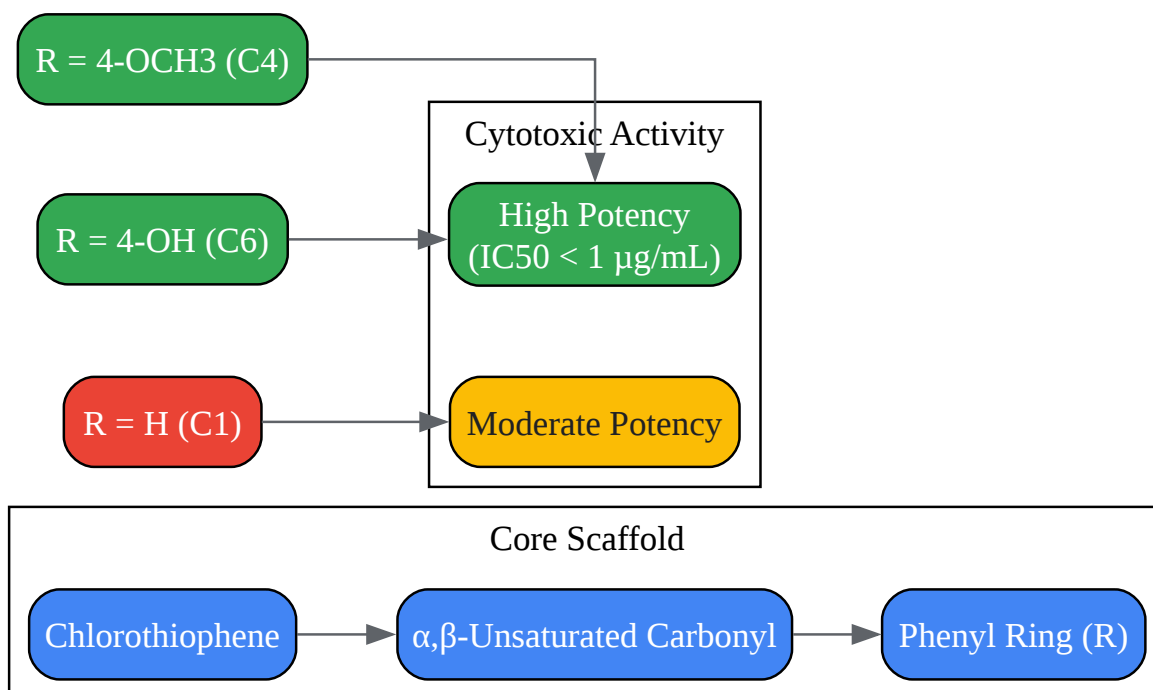 R = 4-OCH3 (C4)
Cytotoxic Activity
High Potency
(IC50 < 1 µg/mL)
R = 4-OH (C6)
R = H (C1)
Moderate Potency
Core Scaffold
Chlorothiophene
α,β-Unsaturated Carbonyl
Phenyl Ring (R)